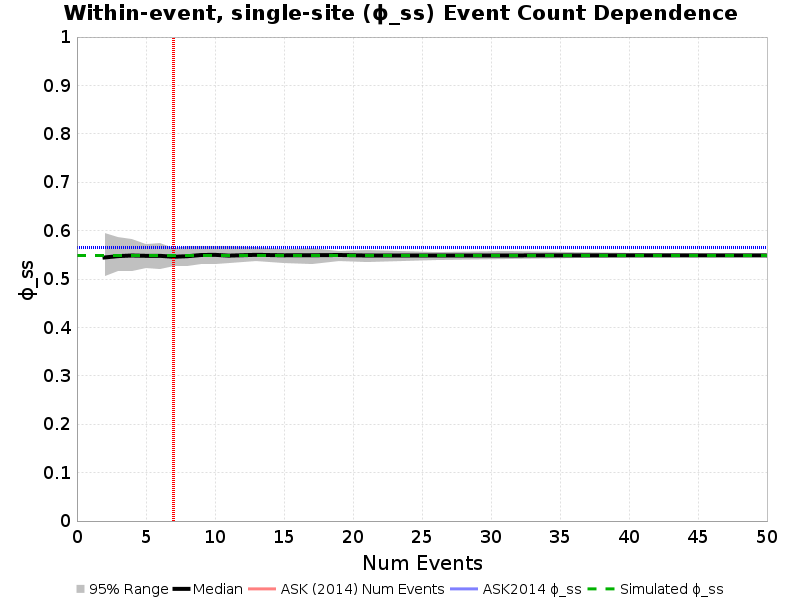 Within-event, single-site (ϕ_ss) Event Count Dependence
1
0.9
0.8
0.7
0.6
0.5
0.4
0.3
0.2
0.1
0
ϕ_ss
0 5 10 15 20 25 30 35 40 45 50
Num Events
95% Range Median ASK (2014) Num Events ASK2014 ϕ_ss Simulated ϕ_ss